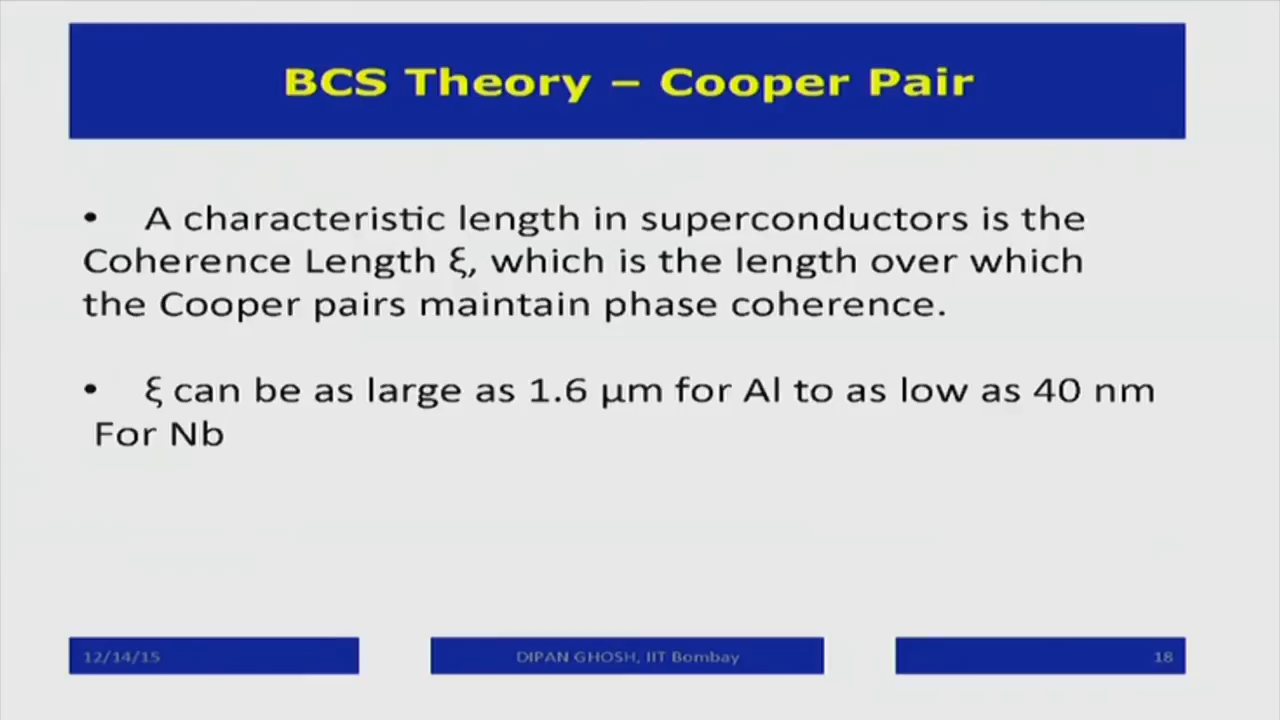 BCS Theory – Cooper Pair
• A characteristic length in superconductors is the
Coherence Length ξ, which is the length over which
the Cooper pairs maintain phase coherence.
• ξ can be as large as 1.6 μm for Al to as low as 40 nm
For Nb
12/14/15
DIPAN GHOSH, IIT Bombay
18